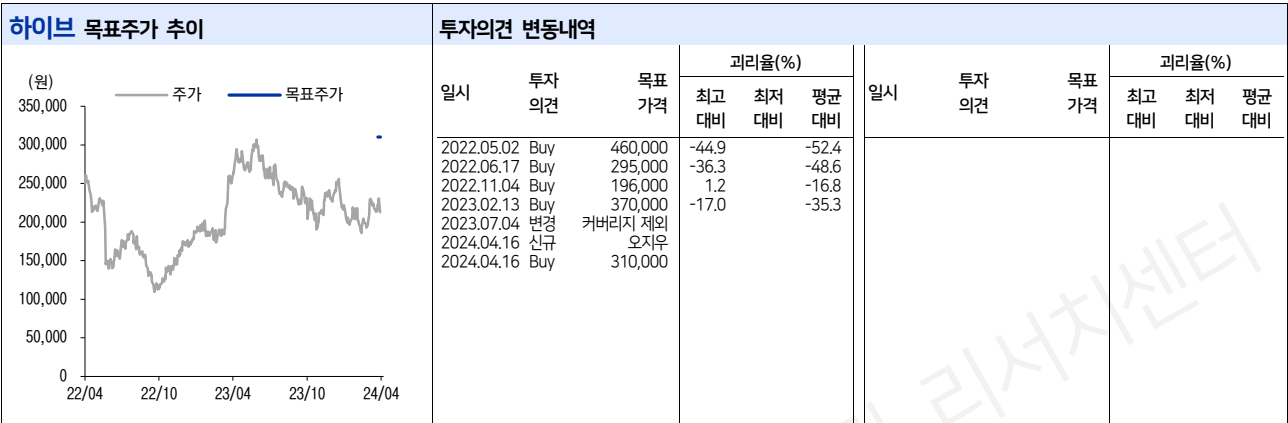 하이브 목표주가 추이
(원)
주가
목표주가
350,000
300,000
250,000
200,000
150,000
100,000
50,000
0
22/04 22/10 23/04 23/10 24/04
투자의견 변동내역
일시 투자의견 목표가격 괴리율(%)
최고대비 최저대비 평균대비
2022.05.02 Buy 460,000 -44.9 -52.4
2022.06.17 Buy 295,000 -36.3 -48.6
2022.11.04 Buy 196,000 1.2 -16.8
2023.02.13 Buy 370,000 -17.0 -35.3
2023.07.04 변경 커버리지 제외
2024.04.16 신규 오지우
2024.04.16 Buy 310,000
일시 투자의견 목표가격 괴리율(%)
최고대비 최저대비 평균대비
리서치센터